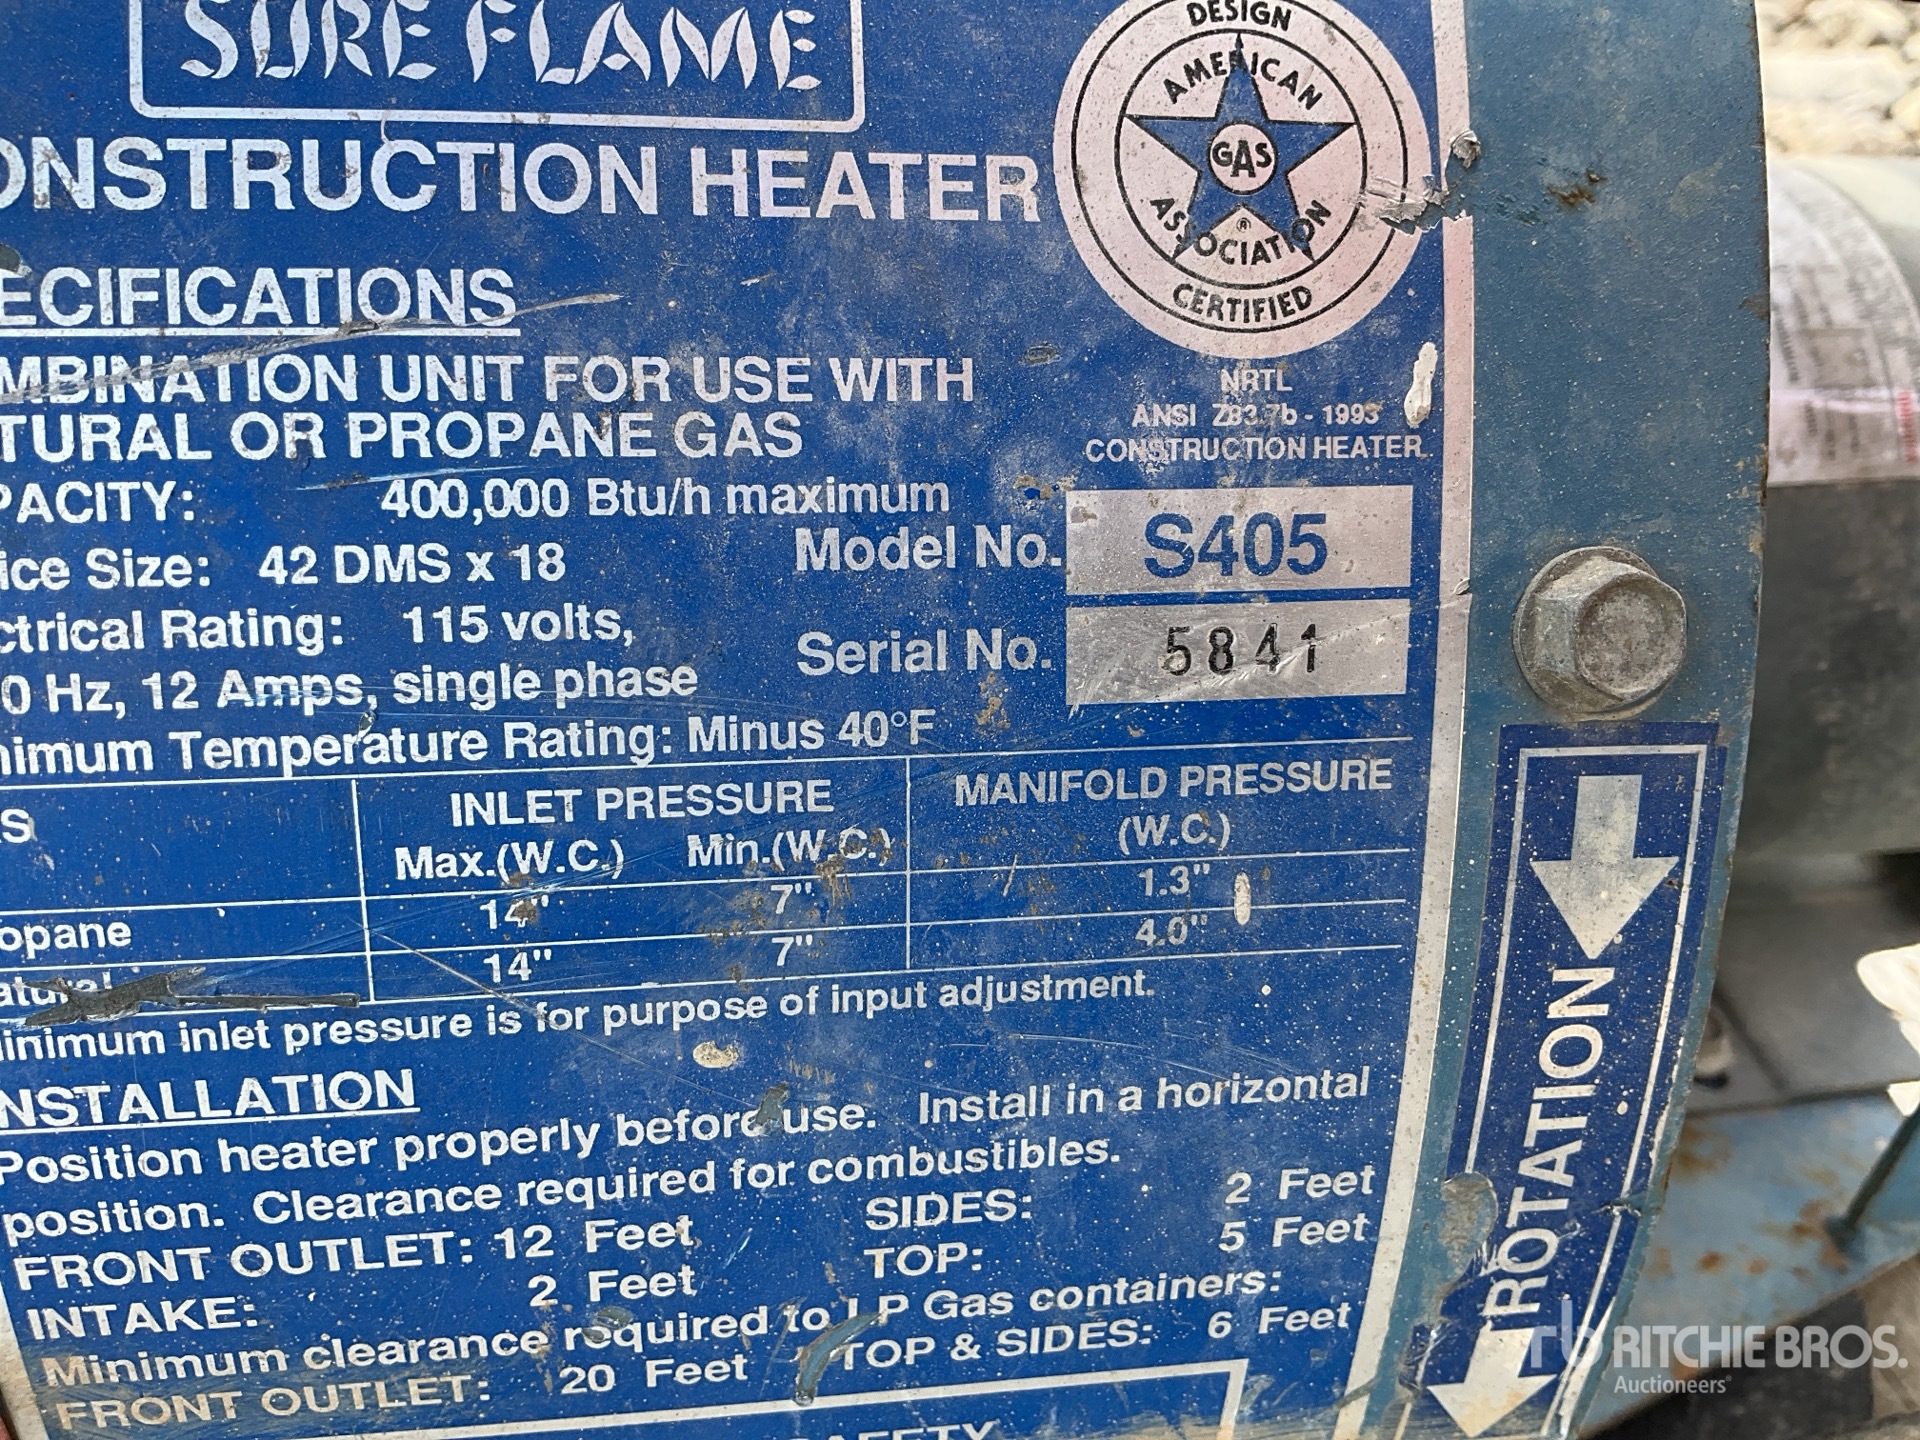 SURE FLAME
ONSTRUCTION HEATER
DESIGN
AMERICAN
GAS
®
ASSOCIATION
CERTIFIED
NRTL
ANSI Z83.7b - 1993
CONSTRUCTION HEATER
ECIFICATIONS
MBINATION UNIT FOR USE WITH
TURAL OR PROPANE GAS
PACITY: 400,000 Btu/h maximum
ice Size: 42 DMS x 18
Model No. S405
ctrical Rating: 115 volts,
0 Hz, 12 Amps, single phase
Serial No. 5841
nimum Temperature Rating: Minus 40°F
S INLET PRESSURE MANIFOLD PRESSURE
Max.(W.C.) Min.(W.C.) (W.C.)
opane 14" 7" 1.3"
atural 14" 7" 4.0"
inimum inlet pressure is for purpose of input adjustment.
NSTALLATION
Position heater properly before use. Install in a horizontal
position. Clearance required for combustibles.
FRONT OUTLET: 12 Feet SIDES: 2 Feet
INTAKE: 2 Feet TOP: 5 Feet
Minimum clearance required to L P Gas containers:
FRONT OUTLET: 20 Feet TOP & SIDES: 6 Feet
SAFETY
ROTATION
rb RITCHIE BROS.
Auctioneers